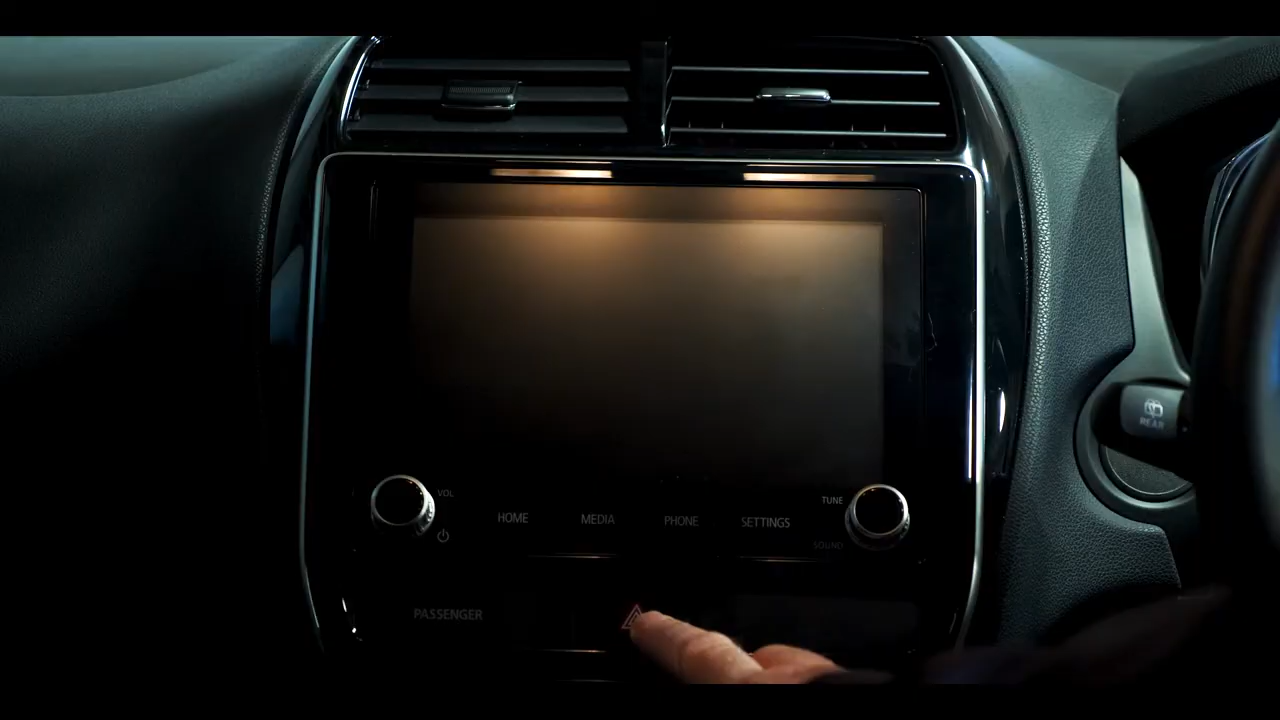 REAR
VOL
TUNE
HOME
MEDIA
PHONE
SETTINGS
SOUND
PASSENGER